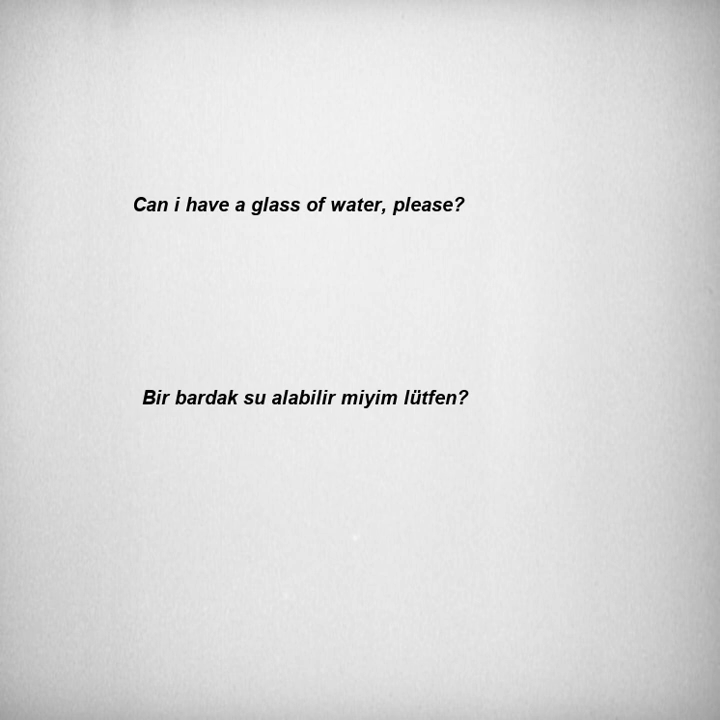 Can i have a glass of water, please?
Bir bardak su alabilir miyim lütfen?